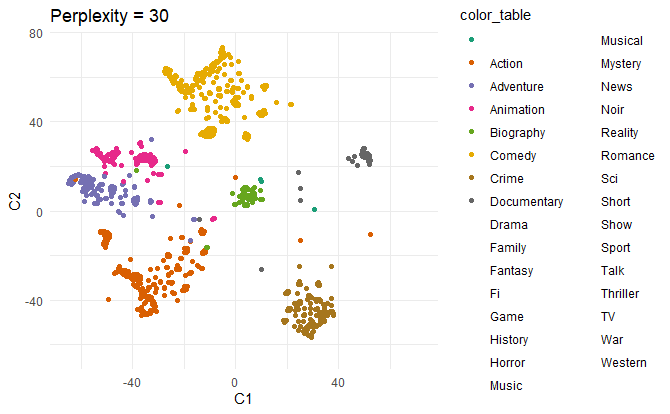 Perplexity = 30
80
40
0
-40
C2
-40
0
40
C1
color_table
Action
Adventure
Animation
Biography
Comedy
Crime
Documentary
Drama
Family
Fantasy
Fi
Game
History
Horror
Music
Musical
Mystery
News
Noir
Reality
Romance
Sci
Short
Show
Sport
Talk
Thriller
TV
War
Western